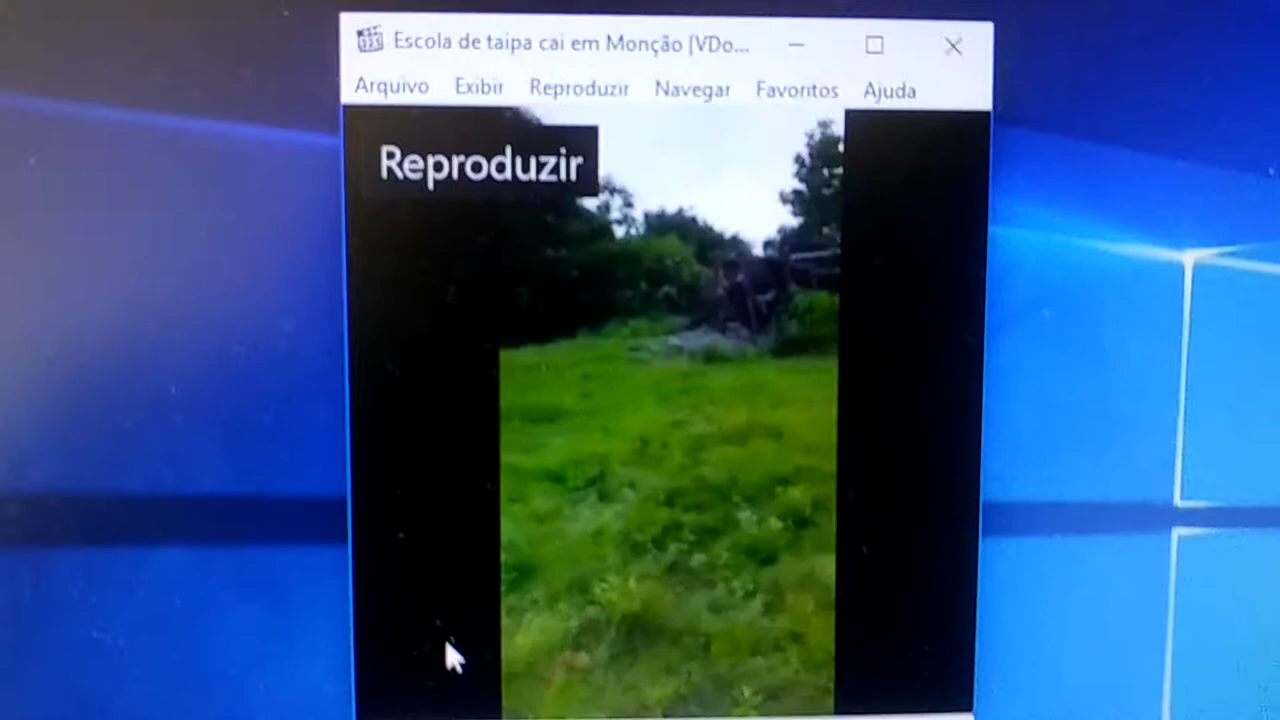 Escola de taipa cai em Monção [VDo...
Arquivo Exibir Reproduzir Navegar Favoritos Ajuda
Reproduzir